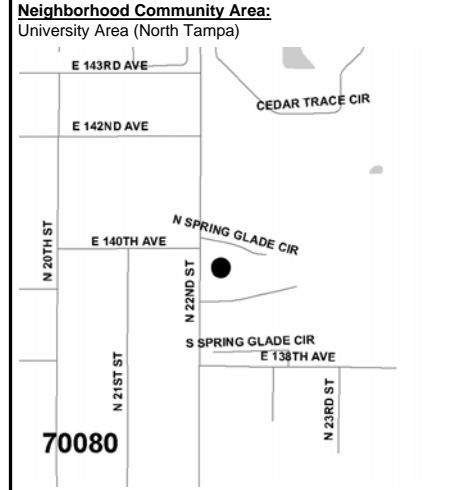 Neighborhood Community Area:
University Area (North Tampa)
E 143RD AVE
CEDAR TRACE CIR
E 142ND AVE
N SPRING GLADE CIR
E 140TH AVE
N 20TH ST
N 22ND ST
S SPRING GLADE CIR
E 138TH AVE
N 21ST ST
N 23RD ST
70080